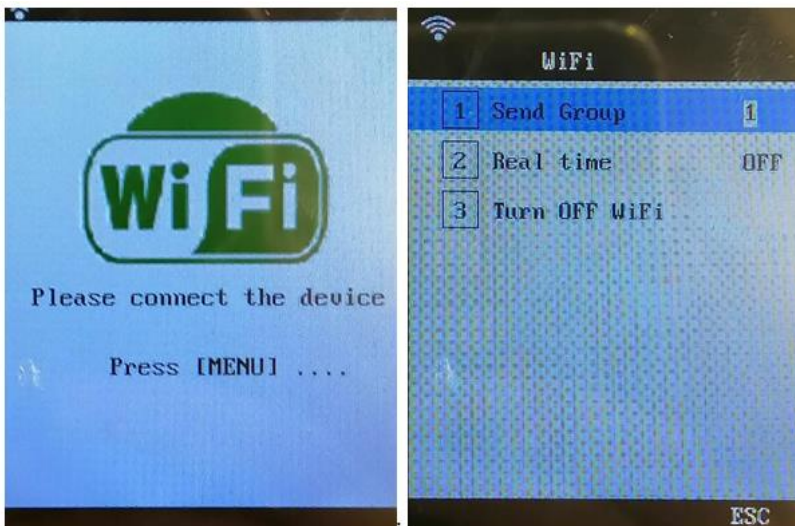 WiFi
Please connect the device
Press [MENU] ....
WiFi
1 Send Group 1
2 Real time OFF
3 Turn OFF WiFi
ESC